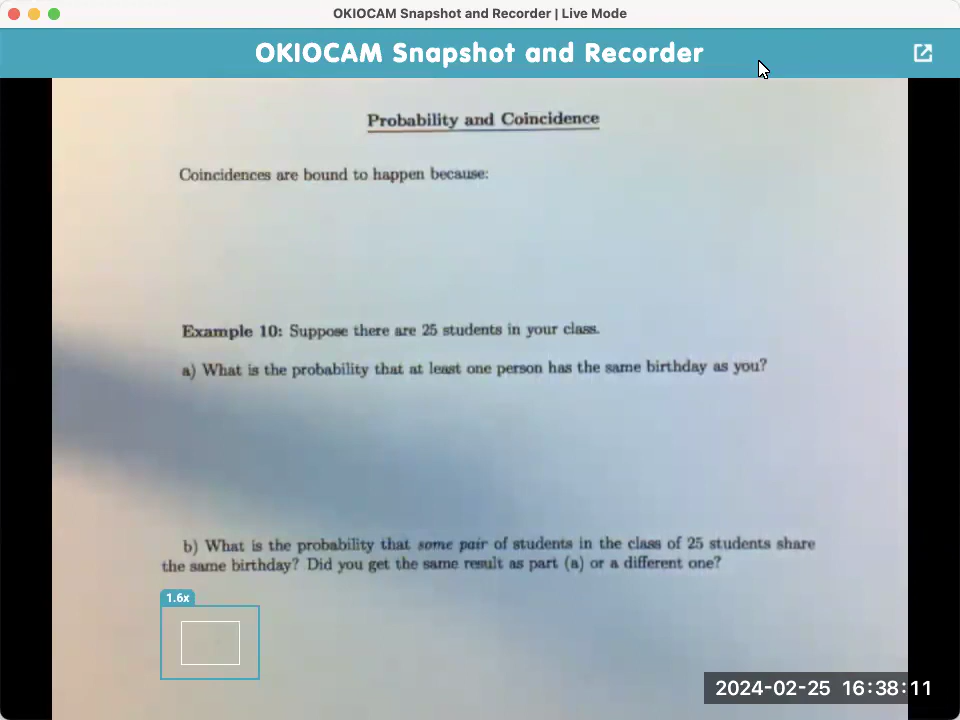 OKIOCAM Snapshot and Recorder | Live Mode
OKIOCAM Snapshot and Recorder
Probability and Coincidence
Coincidences are bound to happen because:
Example 10: Suppose there are 25 students in your class.
a) What is the probability that at least one person has the same birthday as you?
b) What is the probability that some pair of students in the class of 25 students share
the same birthday? Did you get the same result as part (a) or a different one?
1.6x
2024-02-25 16:38:11